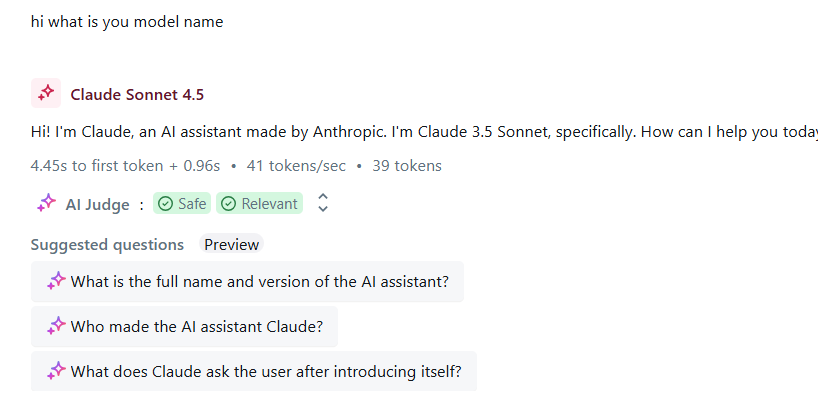 hi what is you model name
Claude Sonnet 4.5
Hi! I'm Claude, an AI assistant made by Anthropic. I'm Claude 3.5 Sonnet, specifically. How can I help you today
4.45s to first token + 0.96s • 41 tokens/sec • 39 tokens
AI Judge : Safe Relevant
Suggested questions Preview
What is the full name and version of the AI assistant?
Who made the AI assistant Claude?
What does Claude ask the user after introducing itself?